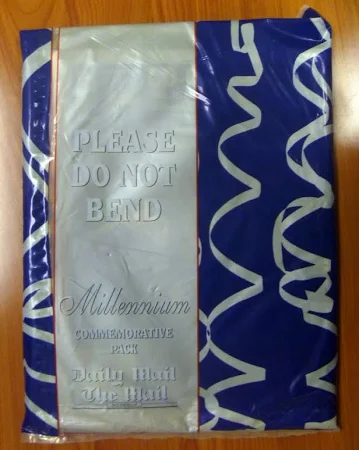 PLEASE
DO NOT
BEND
Millennium
COMMEMORATIVE
PACK
Daily Mail
The Mail